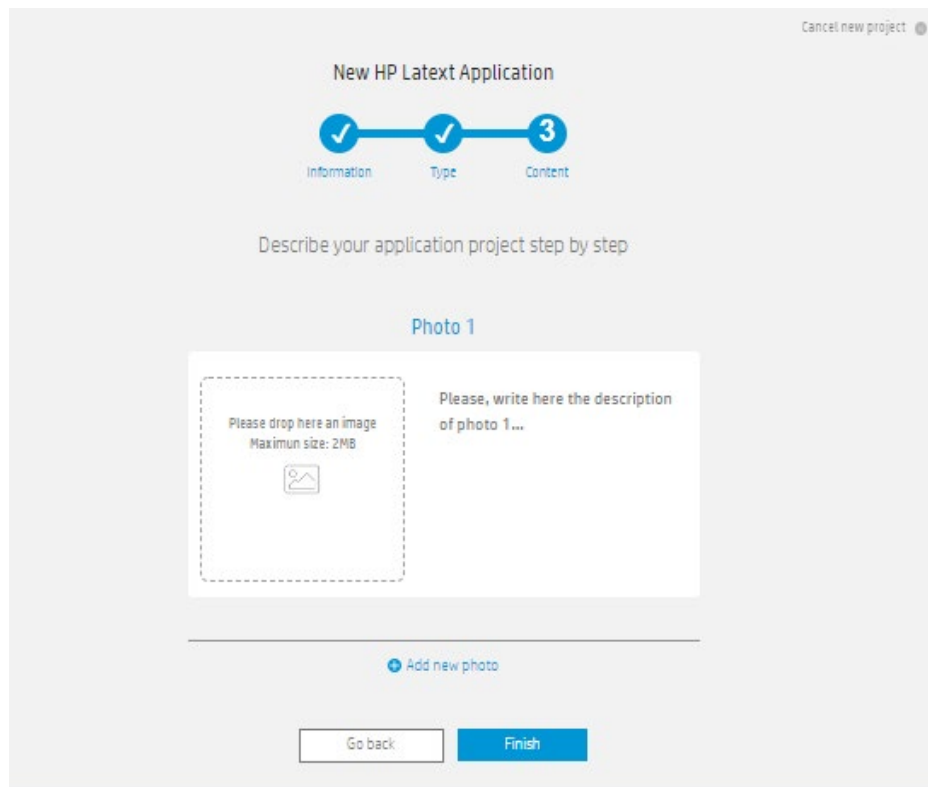 Cancel new project
New HP Latext Application
3
Information
Type
Content
Describe your application project step by step
Photo 1
Please drop here an image
Maximun size: 2MB
Please, write here the description
of photo 1...
Add new photo
Go back
Finish